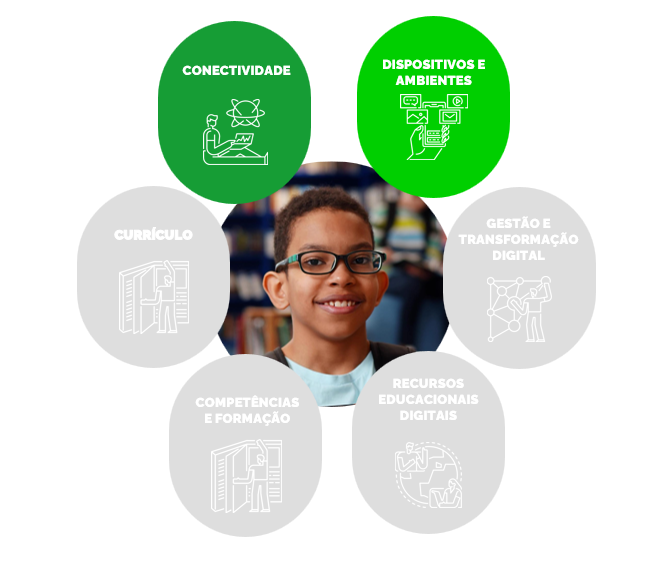 CONECTIVIDADE
DISPOSITIVOS E
AMBIENTES
CURRÍCULO
GESTÃO E
TRANSFORMAÇÃO
DIGITAL
COMPETÊNCIAS
E FORMAÇÃO
RECURSOS
EDUCACIONAIS
DIGITAIS